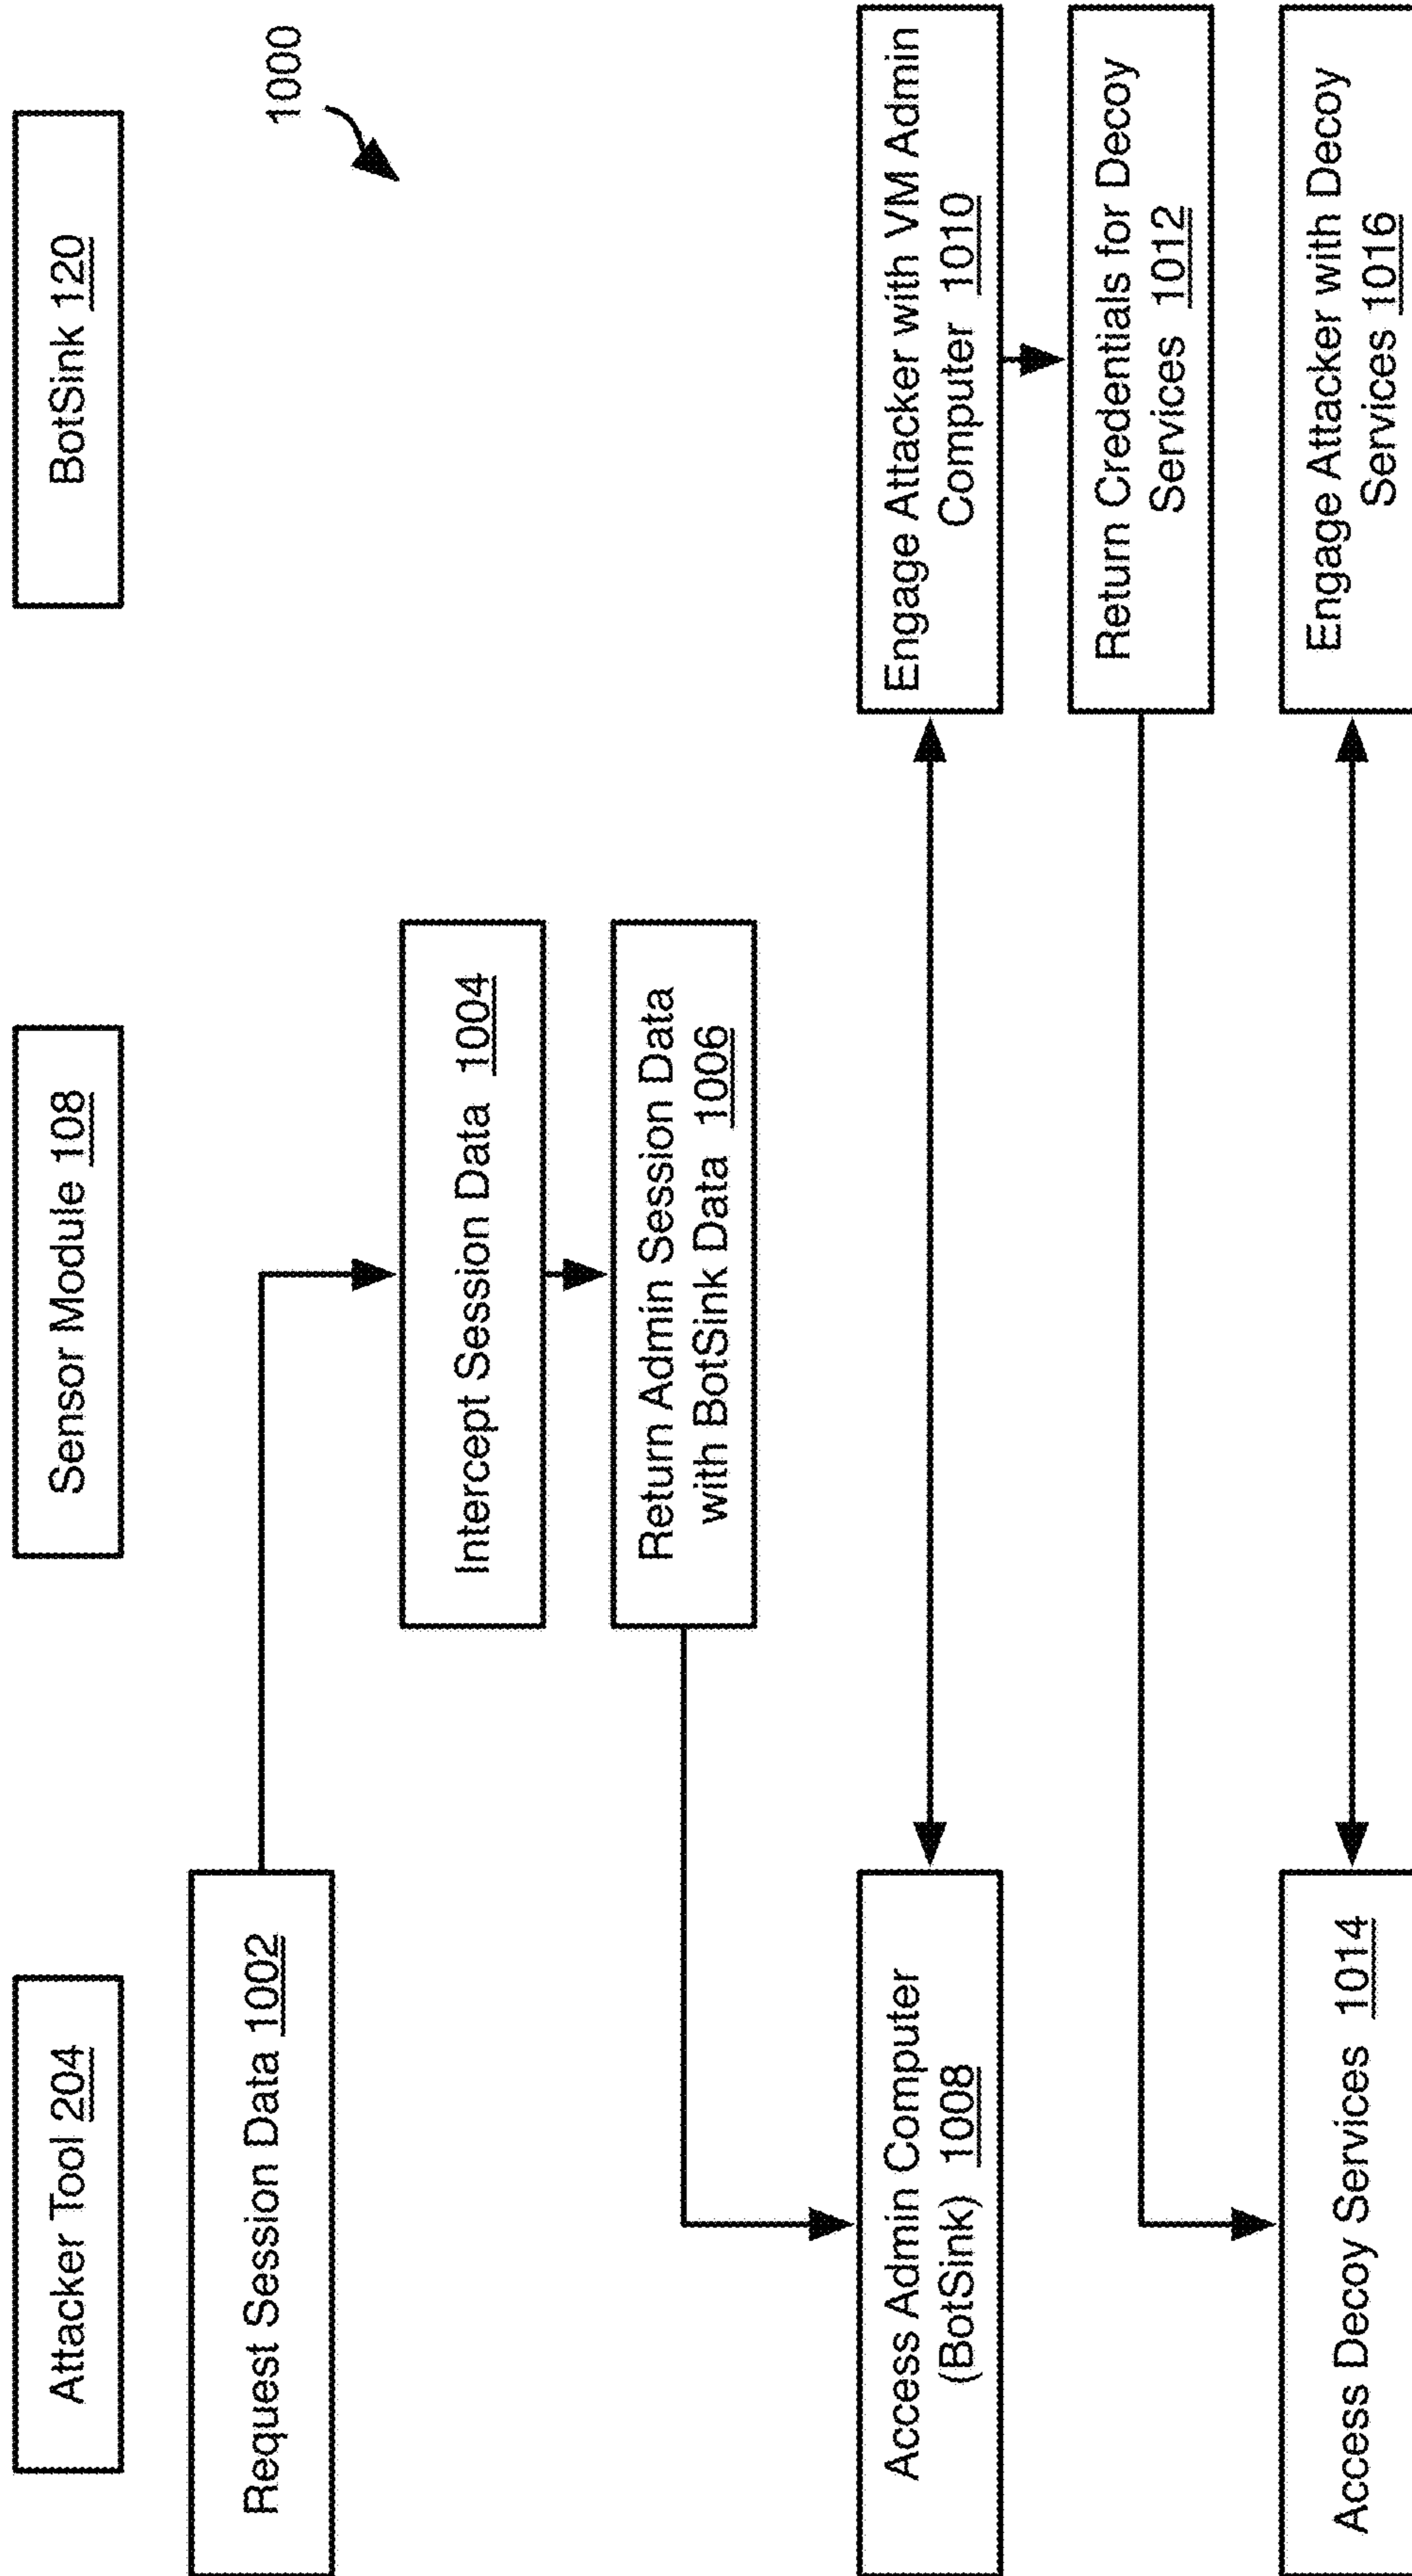 Attacker Tool 204
Sensor Module 108
BotSink 120
1000
Request Session Data 1002
Intercept Session Data 1004
Return Admin Session Data
with BotSink Data 1006
Access Admin Computer
(BotSink) 1008
Engage Attacker with VM Admin
Computer 1010
Return Credentials for Decoy
Services 1012
Access Decoy Services 1014
Engage Attacker with Decoy
Services 1016